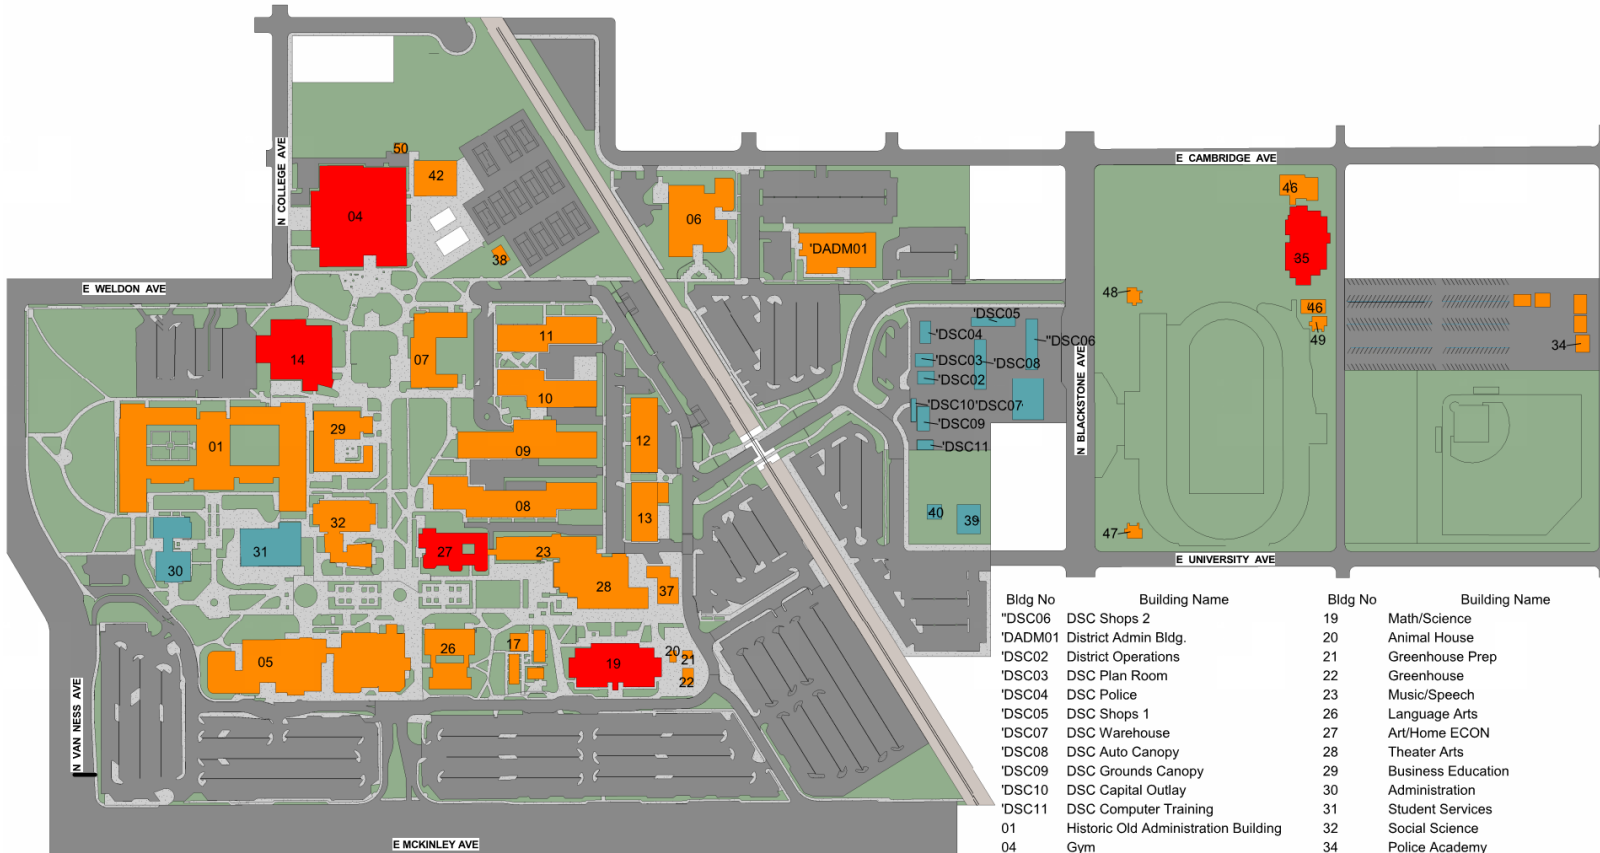 N COLLEGE AVE
E CAMBRIDGE AVE
50
42
04
46
06
'DADM01
35
38
E WELDON AVE
48
46
49
34
'DSC05
'DSC04
"DSC06
'DSC03
'DSC08
'DSC02
'DSC10
'DSC07
'DSC09
'DSC11
N BLACKSTONE AVE
11
14
07
10
29
12
01
09
08
13
32
40
39
47
31
27
23
30
28
37
E UNIVERSITY AVE
17
26
05
19
20
21
22
N VAN NESS AVE
E MCKINLEY AVE
Bldg No Building Name
"DSC06 DSC Shops 2
'DADM01 District Admin Bldg.
'DSC02 District Operations
'DSC03 DSC Plan Room
'DSC04 DSC Police
'DSC05 DSC Shops 1
'DSC07 DSC Warehouse
'DSC08 DSC Auto Canopy
'DSC09 DSC Grounds Canopy
'DSC10 DSC Capital Outlay
'DSC11 DSC Computer Training
01 Historic Old Administration Building
04 Gym
Bldg No Building Name
19 Math/Science
20 Animal House
21 Greenhouse Prep
22 Greenhouse
23 Music/Speech
26 Language Arts
27 Art/Home ECON
28 Theater Arts
29 Business Education
30 Administration
31 Student Services
32 Social Science
34 Police Academy